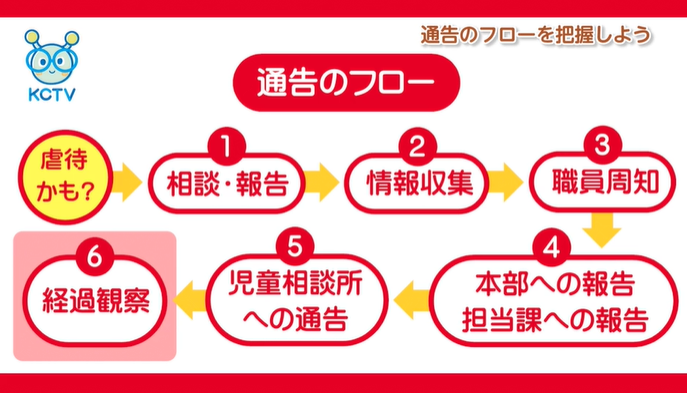 通告のフローを把握しよう
KCTV
通告のフロー
虐待
かも?
1
相談・報告
2
情報収集
3
職員周知
4
本部への報告
担当課への報告
5
児童相談所
への通告
6
経過観察